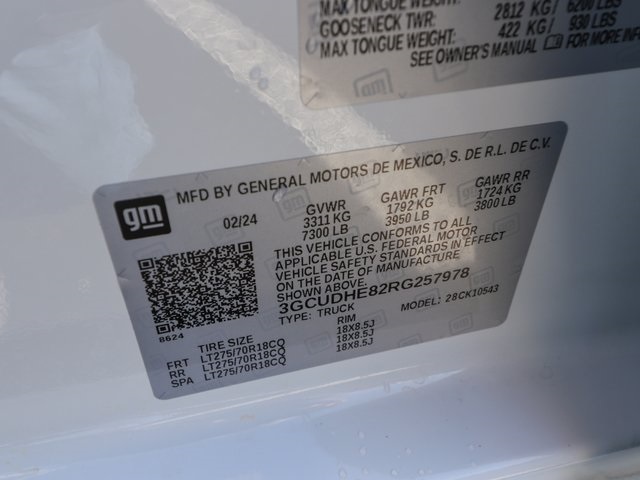 MAX TONGUE WEIGHT: 2812 KG / 6200 LBS
GOOSENECK TWR: 422 KG / 930 LBS
MAX TONGUE WEIGHT:
SEE OWNER'S MANUAL FOR MORE INFO
gm
gm
MFD BY GENERAL MOTORS DE MEXICO, S. DE R.L. DE C.V.
02/24 GVWR GAWR FRT GAWR RR
3311 KG 1792 KG 1724 KG
7300 LB 3950 LB 3800 LB
THIS VEHICLE CONFORMS TO ALL
APPLICABLE U.S. FEDERAL MOTOR
VEHICLE SAFETY STANDARDS IN EFFECT
ON THE DATE OF MANUFACTURE
SHOWN ABOVE.
3GCUDHE82RG257978
TYPE: TRUCK MODEL: 28CK10543
8624
TIRE SIZE RIM
FRT LT275/70R18CQ 18X8.5J
RR LT275/70R18CQ 18X8.5J
SPA LT275/70R18CQ 18X8.5J